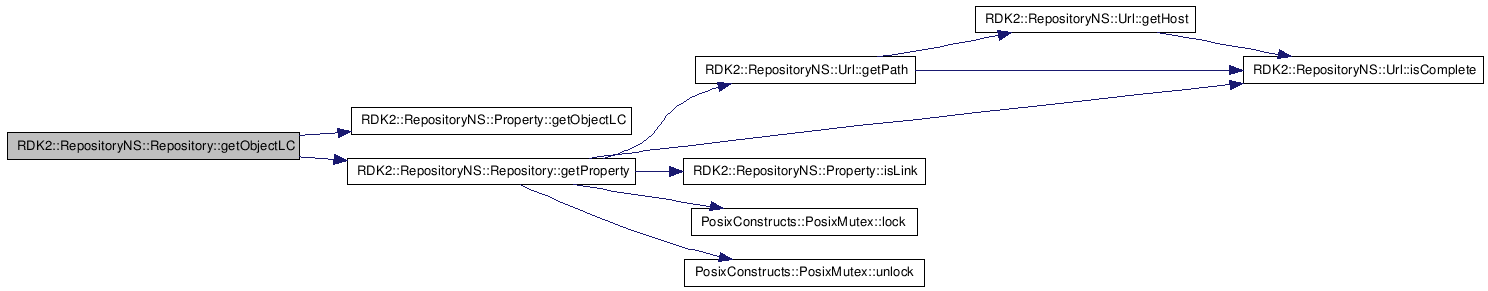 RDK2::RepositoryNS::Url::getHost
RDK2::RepositoryNS::Url::getPath
RDK2::RepositoryNS::Url::isComplete
RDK2::RepositoryNS::Property::getObjectLC
RDK2::RepositoryNS::Repository::getObjectLC
RDK2::RepositoryNS::Repository::getProperty
RDK2::RepositoryNS::Property::isLink
PosixConstructs::PosixMutex::lock
PosixConstructs::PosixMutex::unlock